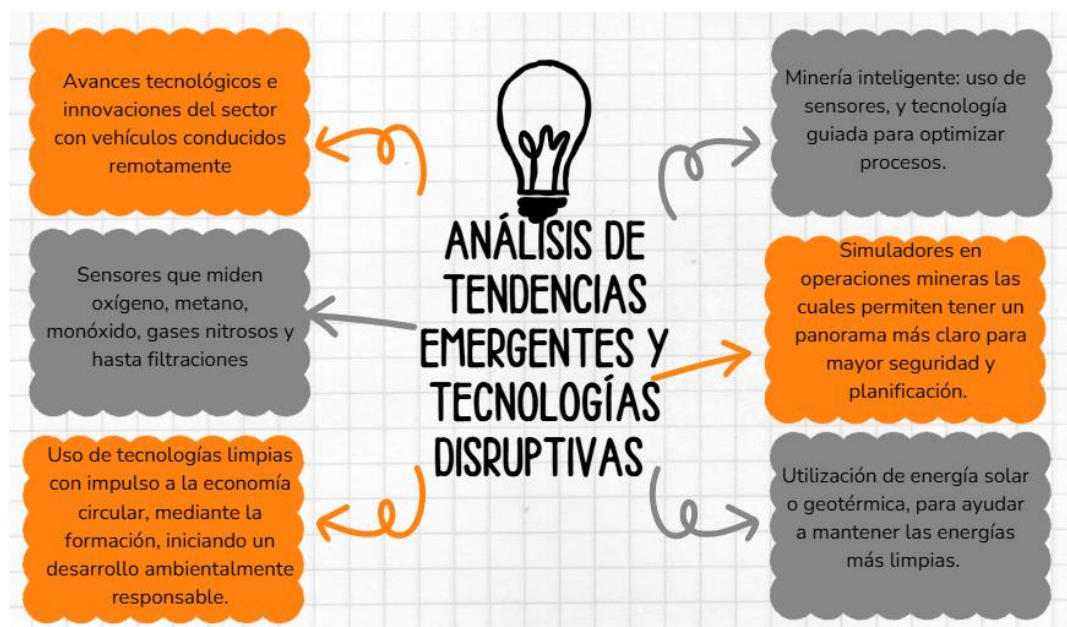 Avances tecnológicos e
innovaciones del sector
con vehículos conducidos
remotamente
Sensores que miden
oxígeno, metano,
monóxido, gases nitrosos y
hasta filtraciones
Uso de tecnologías limpias
con impulso a la economía
circular, mediante la
formación, iniciando un
desarrollo ambientalmente
responsable.
ANÁLISIS DE
TENDENCIAS
EMERGENTES Y
TECNOLOGÍAS
DISRUPTIVAS
Minería inteligente: uso de
sensores, y tecnología
guiada para optimizar
procesos.
Simuladores en
operaciones mineras las
cuales permiten tener un
panorama más claro para
mayor seguridad y
planificación.
Utilización de energía solar
o geotérmica, para ayudar
a mantener las energías
más limpias.